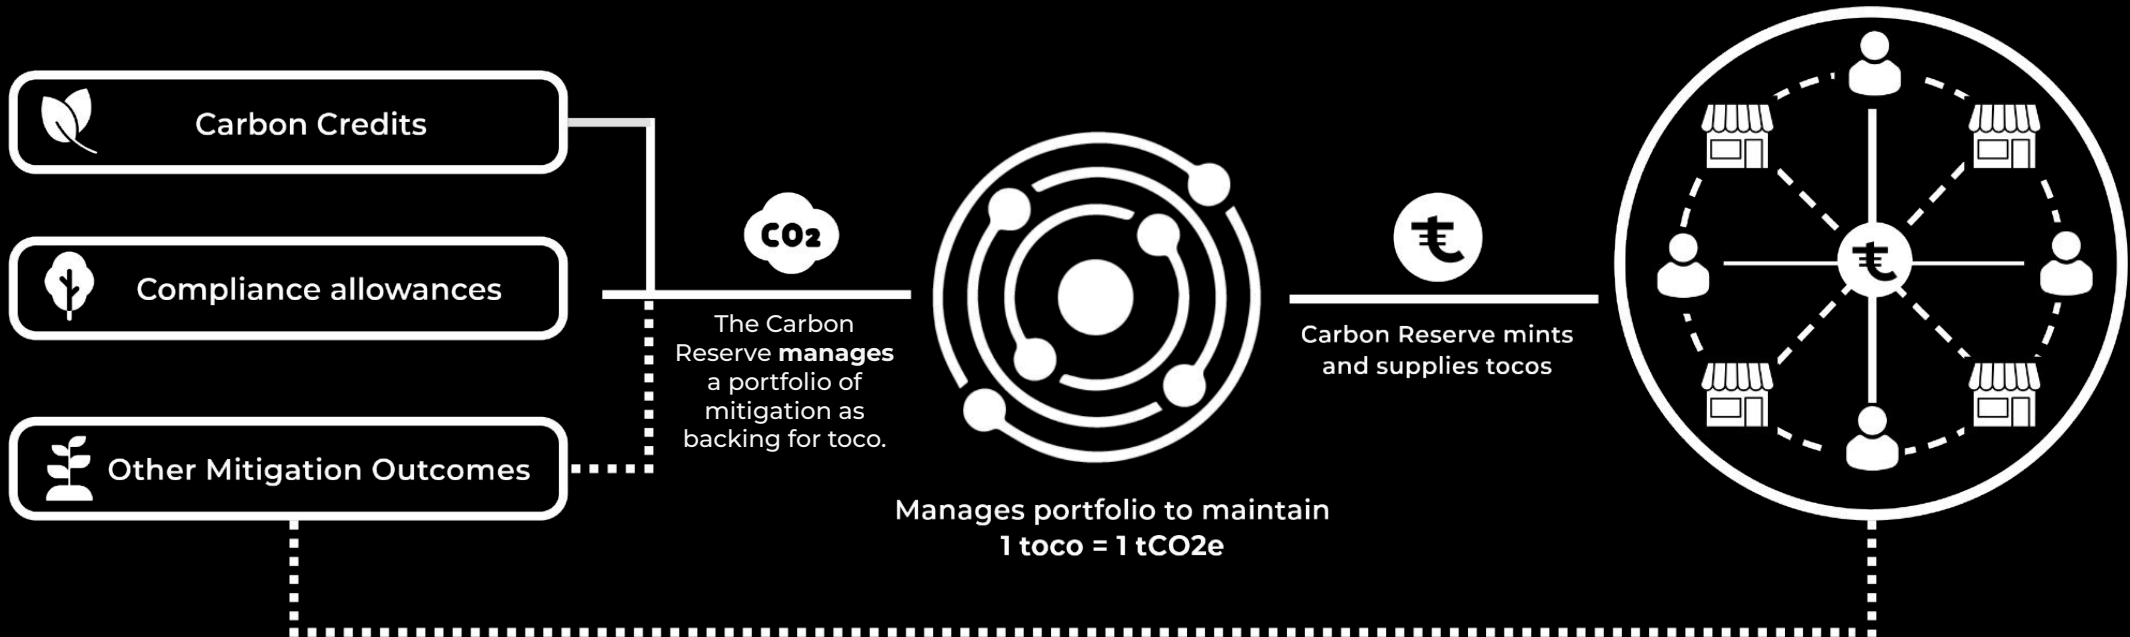 Carbon Credits
Compliance allowances
Other Mitigation Outcomes
CO2
The Carbon
Reserve manages
a portfolio of
mitigation as
backing for toco.
Manages portfolio to maintain
1 toco = 1 tCO2e
Carbon Reserve mints
and supplies tocos